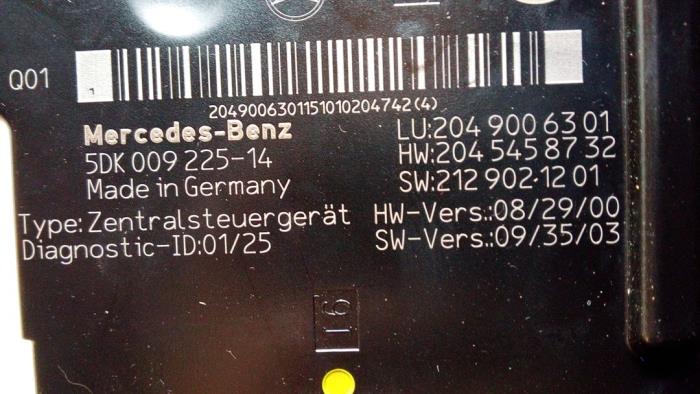 Q01
2049006301151010204742(4)
Mercedes-Benz
5DK 009 225-14
Made in Germany
Type: Zentralsteuergerät
Diagnostic-ID:01/25
LU:204 900 63 01
HW:204 545 87 32
SW:212 902 12 01
HW-Vers.:08/29/00
SW-Vers.:09/35/03
16